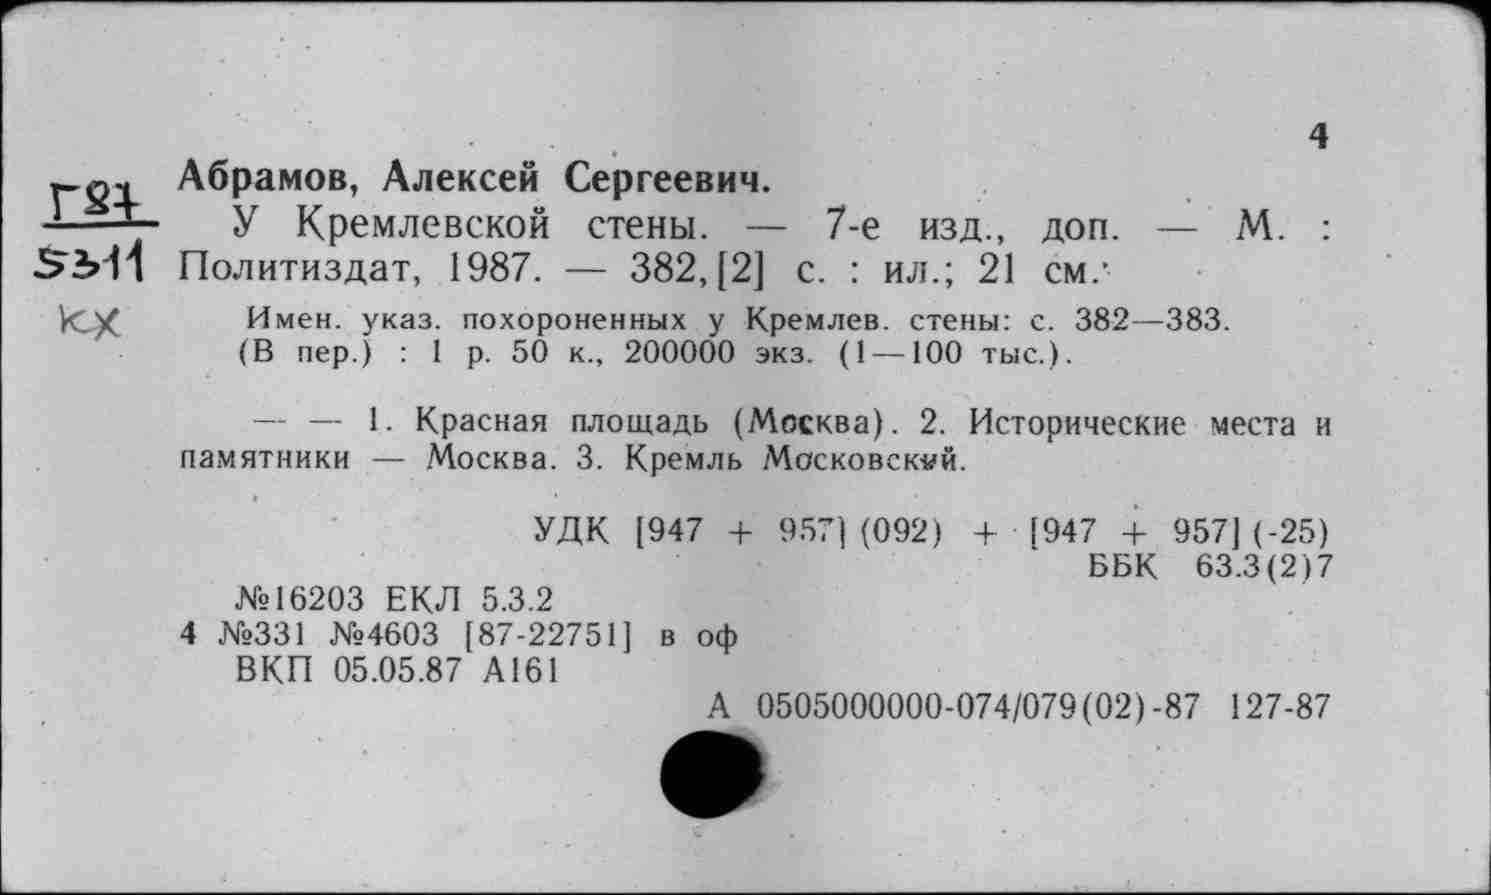 4
Абрамов, Алексей Сергеевич.
У Кремлевской стены. — 7-е изд., доп. — М. :
Политиздат, 1987. — 382,[2] с. : ил.; 21 см.
кх
Имен. указ. похороненных у Кремлев. стены: с. 382—383.
(В пер.) : 1 р. 50 к., 200000 экз. (1—100 тыс.).
— — 1. Красная площадь (Москва). 2. Исторические места и
памятники — Москва. 3. Кремль Московский.
УДК [947 + 957] (092) + [947 + 957] (-25)
ББК 63.3(2)7
№16203 ЕКЛ 5.3.2
4 №331 №4603 [87-22751] в оф
ВКП 05.05.87 А161
А 0505000000-074/079(02)-87 127-87